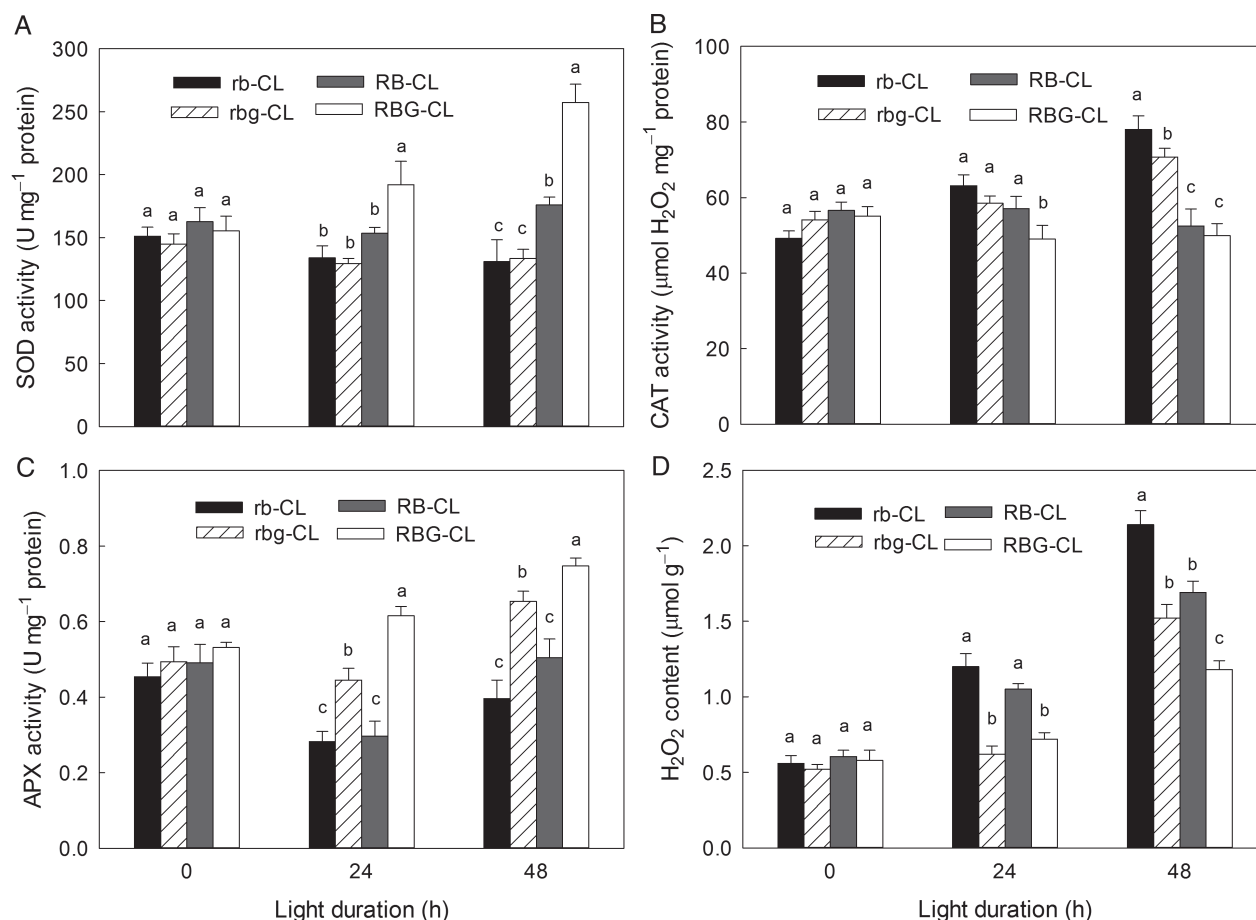 A
SOD activity (U mg⁻¹ protein)
300
250
200
150
100
50
0
rb-CL RB-CL
rbg-CL RBG-CL
a a a a
b b b a
c c b a
B
CAT activity (μmol H₂O₂ mg⁻¹ protein)
100
80
60
40
20
0
rb-CL RB-CL
rbg-CL RBG-CL
a a a a
a a a b
a b c c
C
APX activity (U mg⁻¹ protein)
1.0
0.8
0.6
0.4
0.2
0.0
rb-CL RB-CL
rbg-CL RBG-CL
a a a a
c b c a
c b c a
0 24 48
Light duration (h)
D
H₂O₂ content (μmol g⁻¹)
2.5
2.0
1.5
1.0
0.5
0.0
rb-CL RB-CL
rbg-CL RBG-CL
a a a a
a b a b
a b b c
0 24 48
Light duration (h)